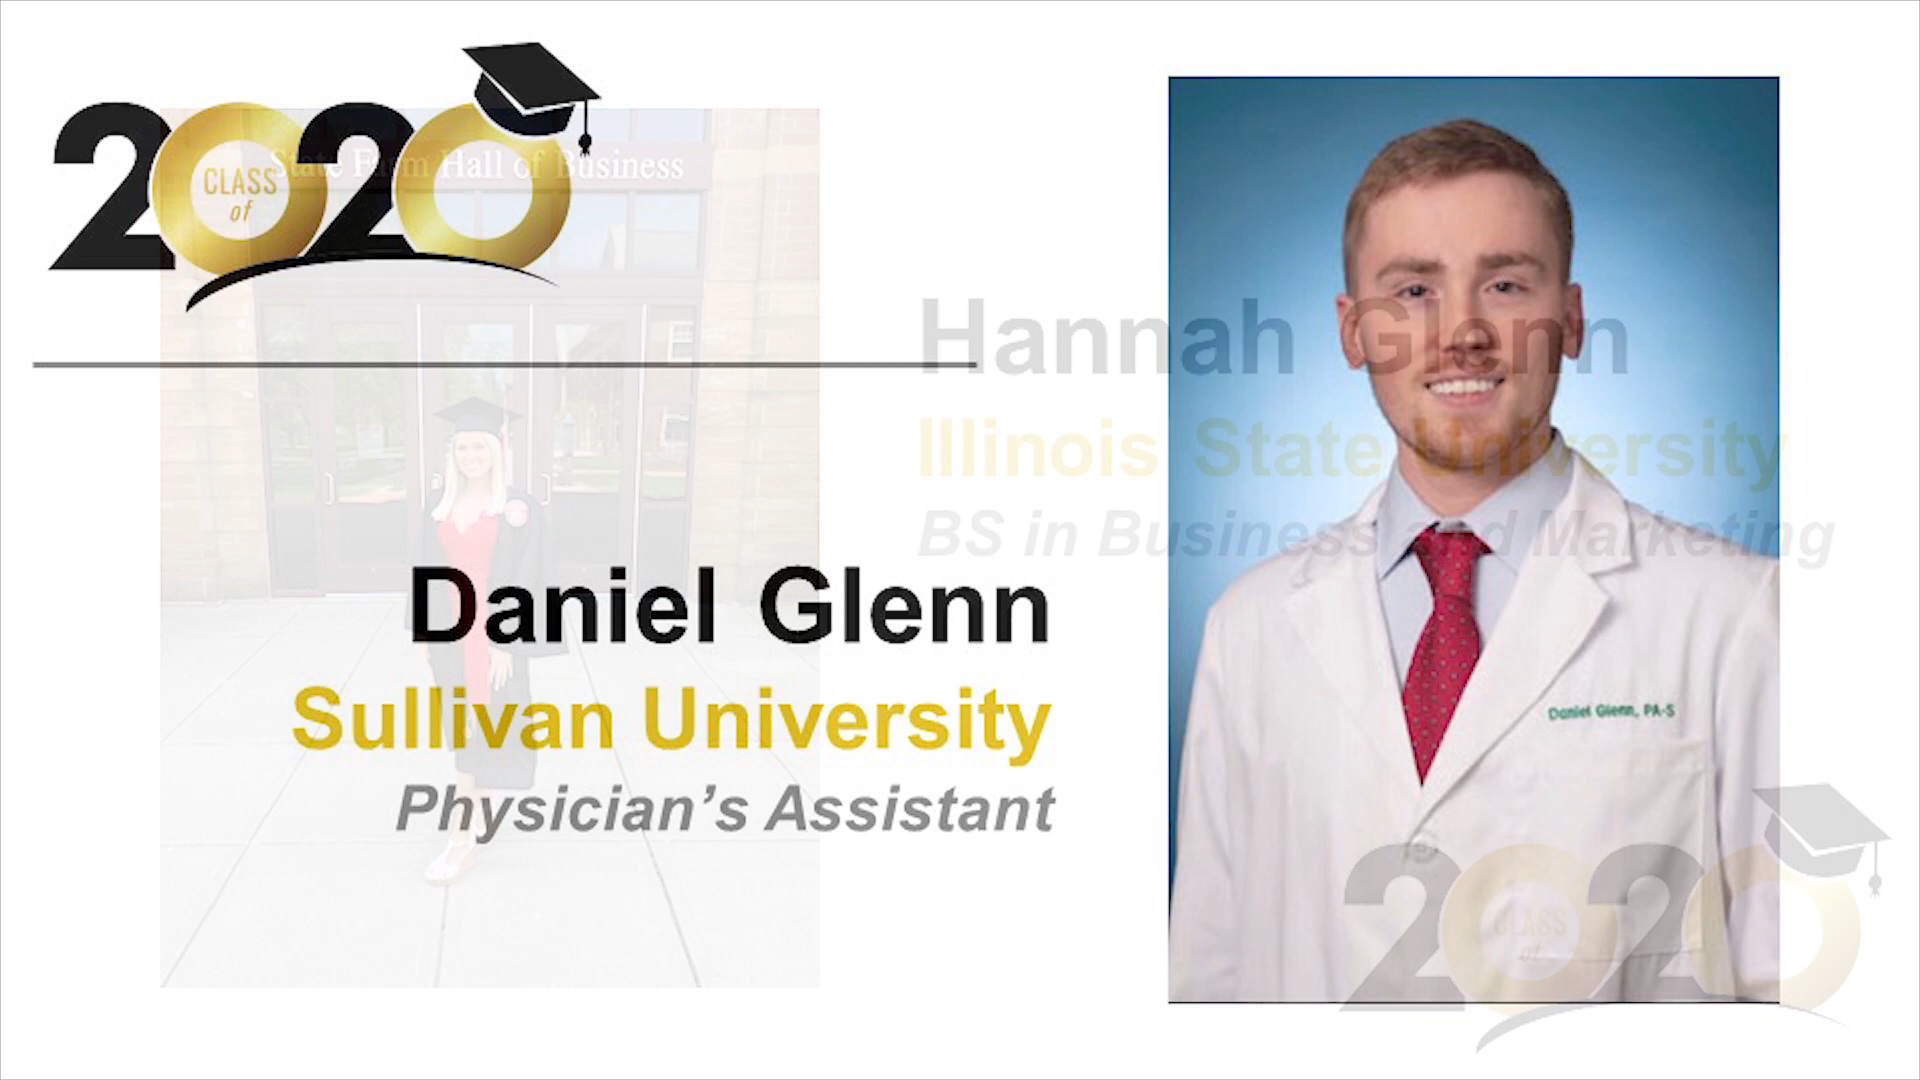 2020
CLASS
of
State Farm Hall of Business
Hannah Glenn
Illinois State University
BS in Business and Marketing
Daniel Glenn
Sullivan University
Physician’s Assistant
Daniel Glenn, PA-S
2020
CLASS
of